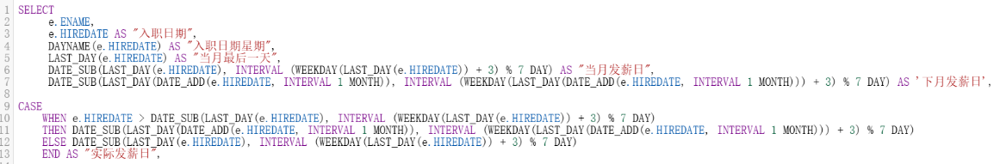 1 SELECT
2 e.ENAME,
3 e.HIREDATE AS "入职日期",
4 DAYNAME(e.HIREDATE) AS "入职日期星期",
5 LAST_DAY(e.HIREDATE) AS "当月最后一天",
6 DATE_SUB(LAST_DAY(e.HIREDATE), INTERVAL (WEEKDAY(LAST_DAY(e.HIREDATE)) + 3) % 7 DAY) AS "当月发薪日",
7 DATE_SUB(LAST_DAY(DATE_ADD(e.HIREDATE, INTERVAL 1 MONTH)), INTERVAL (WEEKDAY(LAST_DAY(DATE_ADD(e.HIREDATE, INTERVAL 1 MONTH))) + 3) % 7 DAY) AS '下月发薪日',
8
9 CASE
10 WHEN e.HIREDATE > DATE_SUB(LAST_DAY(e.HIREDATE), INTERVAL (WEEKDAY(LAST_DAY(e.HIREDATE)) + 3) % 7 DAY)
11 THEN DATE_SUB(LAST_DAY(DATE_ADD(e.HIREDATE, INTERVAL 1 MONTH)), INTERVAL (WEEKDAY(LAST_DAY(DATE_ADD(e.HIREDATE, INTERVAL 1 MONTH))) + 3) % 7 DAY)
12 ELSE DATE_SUB(LAST_DAY(e.HIREDATE), INTERVAL (WEEKDAY(LAST_DAY(e.HIREDATE)) + 3) % 7 DAY)
13 END AS "实际发薪日",